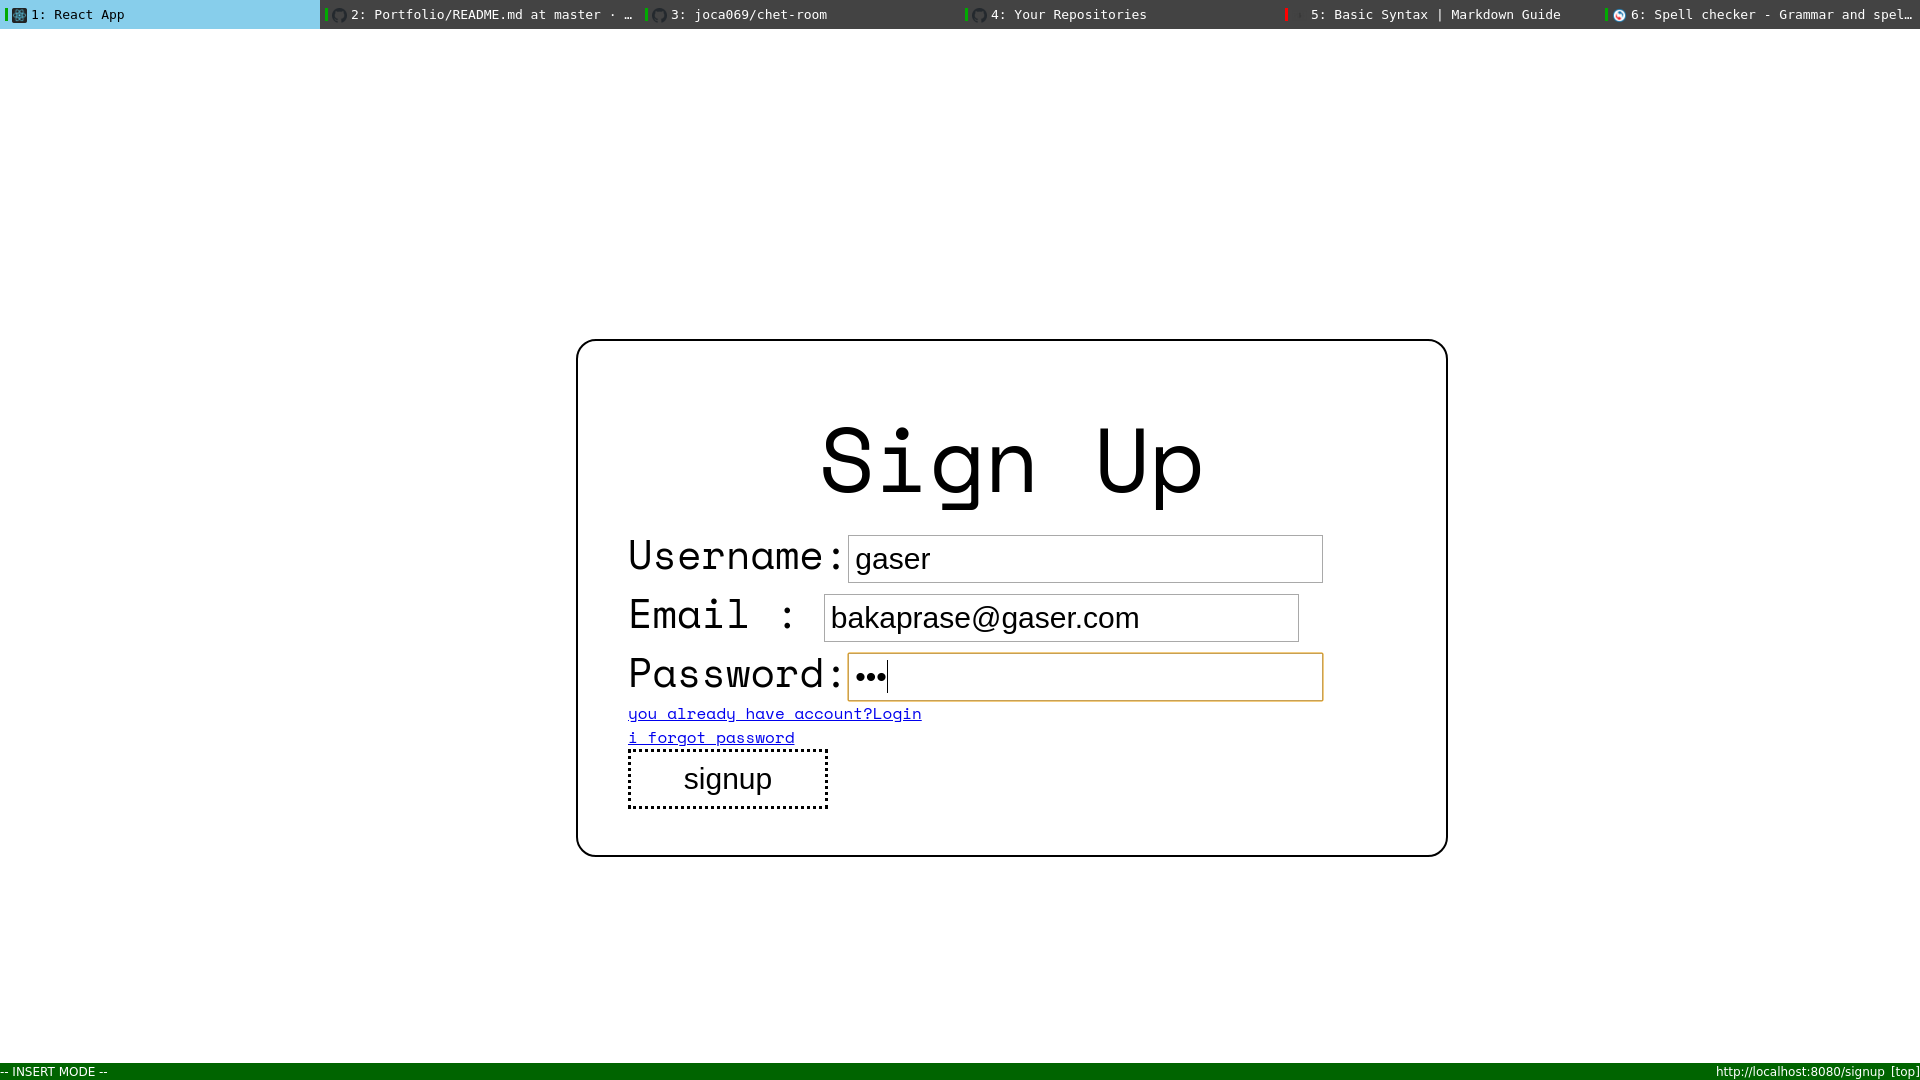 1: React App
2: Portfolio/README.md at master · …
3: joca069/chet-room
4: Your Repositories
5: Basic Syntax | Markdown Guide
6: Spell checker - Grammar and spel…
Sign Up
Username: gaser
Email : bakaprase@gaser.com
Password: •••
you already have account?Login
i forgot password
signup
-- INSERT MODE -- http://localhost:8080/signup [top]